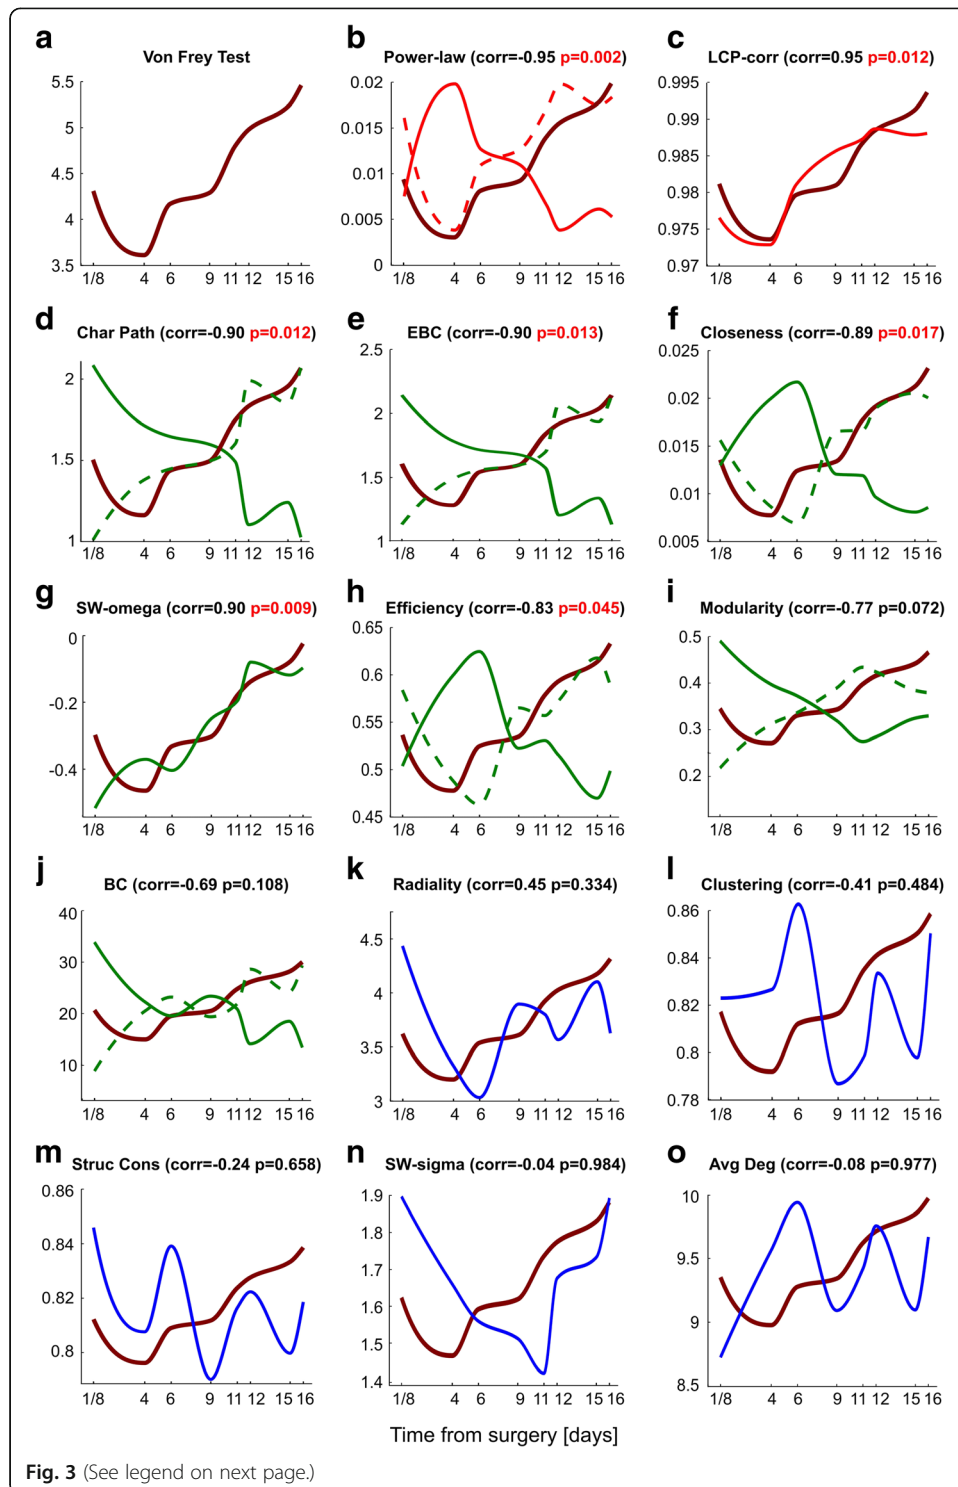 a b c
Von Frey Test Power-law (corr=-0.95 p=0.002) LCP-corr (corr=0.95 p=0.012)
5.5 0.02 0.995
5 0.015 0.99
4.5 0.01 0.985
4 0.005 0.98
3.5 0 0.975
0.97
1/8 4 6 9 11 12 15 16 1/8 4 6 9 11 12 15 16 1/8 4 6 9 11 12 15 16
d e f
Char Path (corr=-0.90 p=0.012) EBC (corr=-0.90 p=0.013) Closeness (corr=-0.89 p=0.017)
2 2.5 0.025
1.5 2 0.02
1 1.5 0.015
1 0.01
0.005
1/8 4 6 9 11 12 15 16 1/8 4 6 9 11 12 15 16 1/8 4 6 9 11 12 15 16
g h i
SW-omega (corr=0.90 p=0.009) Efficiency (corr=-0.83 p=0.045) Modularity (corr=-0.77 p=0.072)
0 0.65 0.5
-0.2 0.6 0.4
-0.4 0.55 0.3
0.5 0.2
0.45
1/8 4 6 9 11 12 15 16 1/8 4 6 9 11 12 15 16 1/8 4 6 9 11 12 15 16
j k l
BC (corr=-0.69 p=0.108) Radiality (corr=0.45 p=0.334) Clustering (corr=-0.41 p=0.484)
40 4.5 0.86
30 4 0.84
20 3.5 0.82
10 3 0.8
0.78
1/8 4 6 9 11 12 15 16 1/8 4 6 9 11 12 15 16 1/8 4 6 9 11 12 15 16
m n o
Struc Cons (corr=-0.24 p=0.658) SW-sigma (corr=-0.04 p=0.984) Avg Deg (corr=-0.08 p=0.977)
0.86 1.9 10
0.84 1.8 9.5
0.82 1.7 9
0.8 1.6 8.5
1.5
1.4
1/8 4 6 9 11 12 15 16 1/8 4 6 9 11 12 15 16 1/8 4 6 9 11 12 15 16
Time from surgery [days]
Fig. 3 (See legend on next page.)